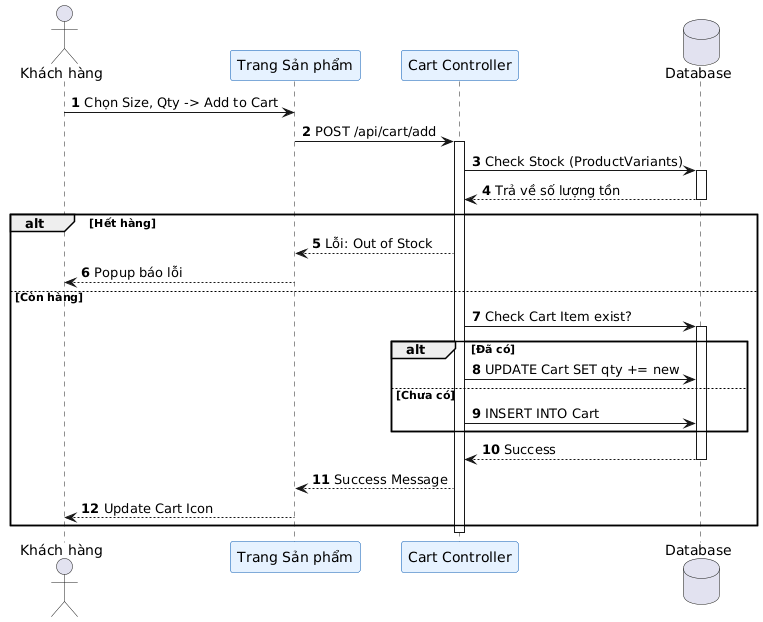 Khách hàng
Trang Sản phẩm
Cart Controller
Database
1 Chọn Size, Qty -> Add to Cart
2 POST /api/cart/add
3 Check Stock (ProductVariants)
4 Trả về số lượng tồn
alt [Hết hàng]
5 Lỗi: Out of Stock
6 Popup báo lỗi
[Còn hàng]
7 Check Cart Item exist?
alt [Đã có]
8 UPDATE Cart SET qty += new
[Chưa có]
9 INSERT INTO Cart
10 Success
11 Success Message
12 Update Cart Icon
Khách hàng
Trang Sản phẩm
Cart Controller
Database